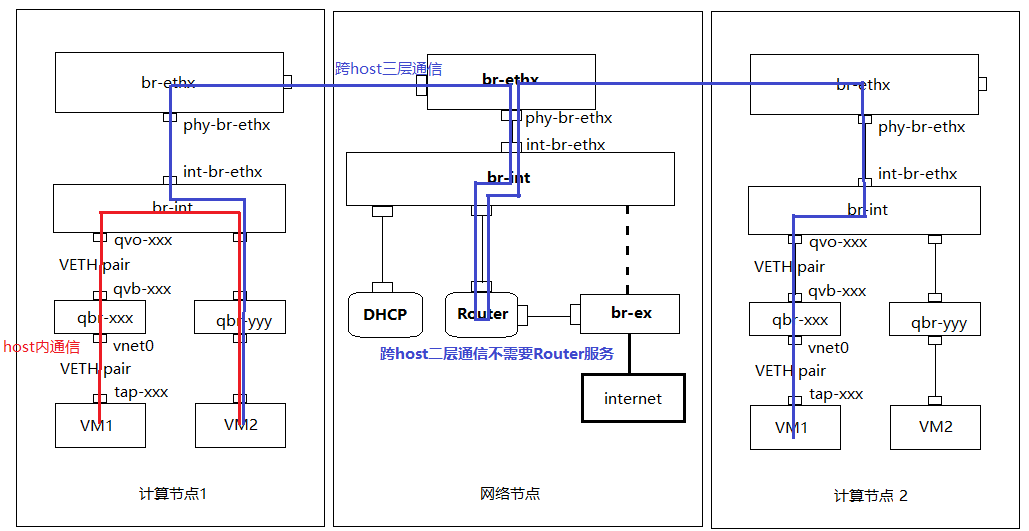 br-ethx
phy-br-ethx
int-br-ethx
br-int
qvo-xxx
VETH pair
qvb-xxx
qbr-xxx
qbr-yyy
host内通信
vnet0
VETH pair
tap-xxx
VM1
VM2
计算节点1
跨host三层通信
br-ethx
phy-br-ethx
int-br-ethx
br-int
DHCP
Router
br-ex
跨host二层通信不需要Router服务
internet
网络节点
br-ethx
phy-br-ethx
int-br-ethx
br-int
qvo-xxx
VETH pair
qvb-xxx
qbr-xxx
qbr-yyy
vnet0
VETH pair
tap-xxx
VM1
VM2
计算节点 2